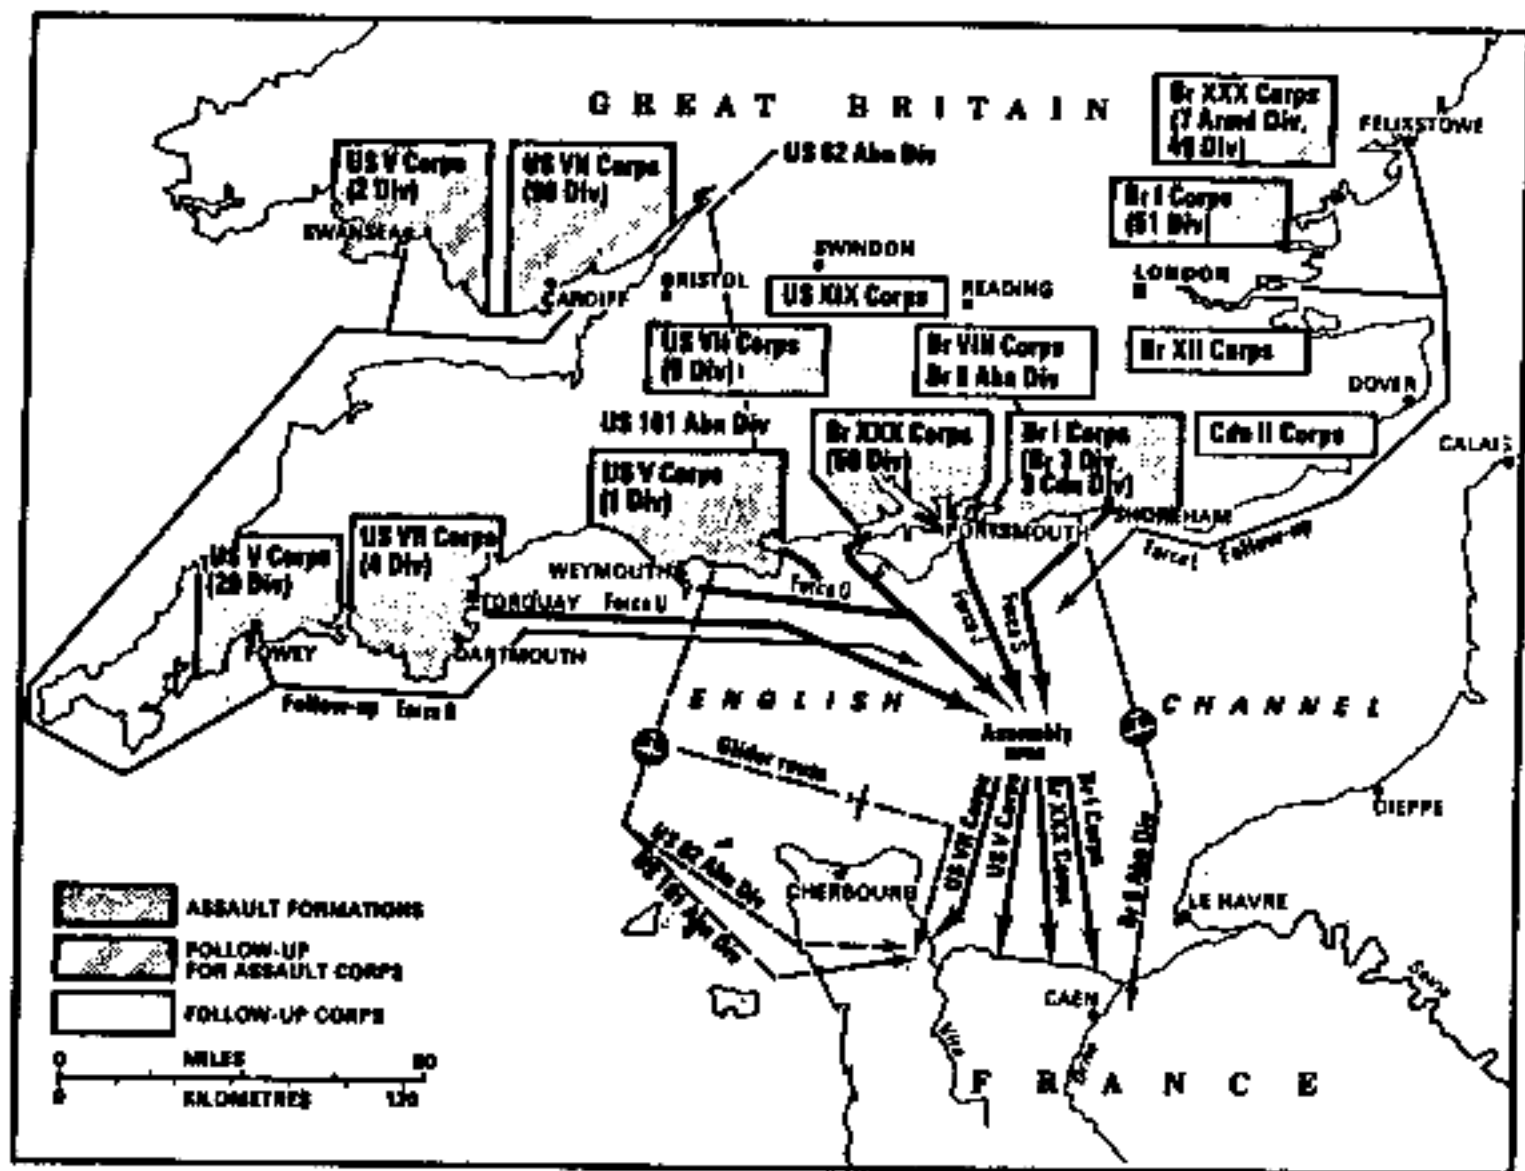 GREAT BRITAIN
Br XXX Corps
(7 Armd Div,
49 Div)
FELIXSTOWE
US V Corps
(2 Div)
US VII Corps
(90 Div)
US 82 Abn Div
Br I Corps
(51 Div)
SWANSEA
SWINDON
CARDIFF
BRISTOL
US XIX Corps
READING
LONDON
US VII Corps
(9 Div)
Br VIII Corps
Br 6 Abn Div
Br XII Corps
DOVER
US 101 Abn Div
Br XXX Corps
(50 Div)
Br I Corps
(Br 3 Div,
3 Cdn Div)
Cdn II Corps
CALAIS
US V Corps
(1 Div)
PORTSMOUTH
SHOREHAM
US V Corps
(29 Div)
US VII Corps
(4 Div)
WEYMOUTH
Force O
Force L Follow-up
TORQUAY
Force U
Force J
Force S
FOWEY
DARTMOUTH
Follow-up Force B
ENGLISH CHANNEL
Assembly
area
Glider route
US VII Corps
US V Corps
Br XXX Corps
Br I Corps
DIEPPE
US 82 Abn Div
US 101 Abn Div
Br 6 Abn Div
CHERBOURG
LE HAVRE
ASSAULT FORMATIONS
FOLLOW-UP
FOR ASSAULT CORPS
FOLLOW-UP CORPS
Seine
CAEN
Vire
Orne
FRANCE
0 MILES 80
0 KILOMETRES 120